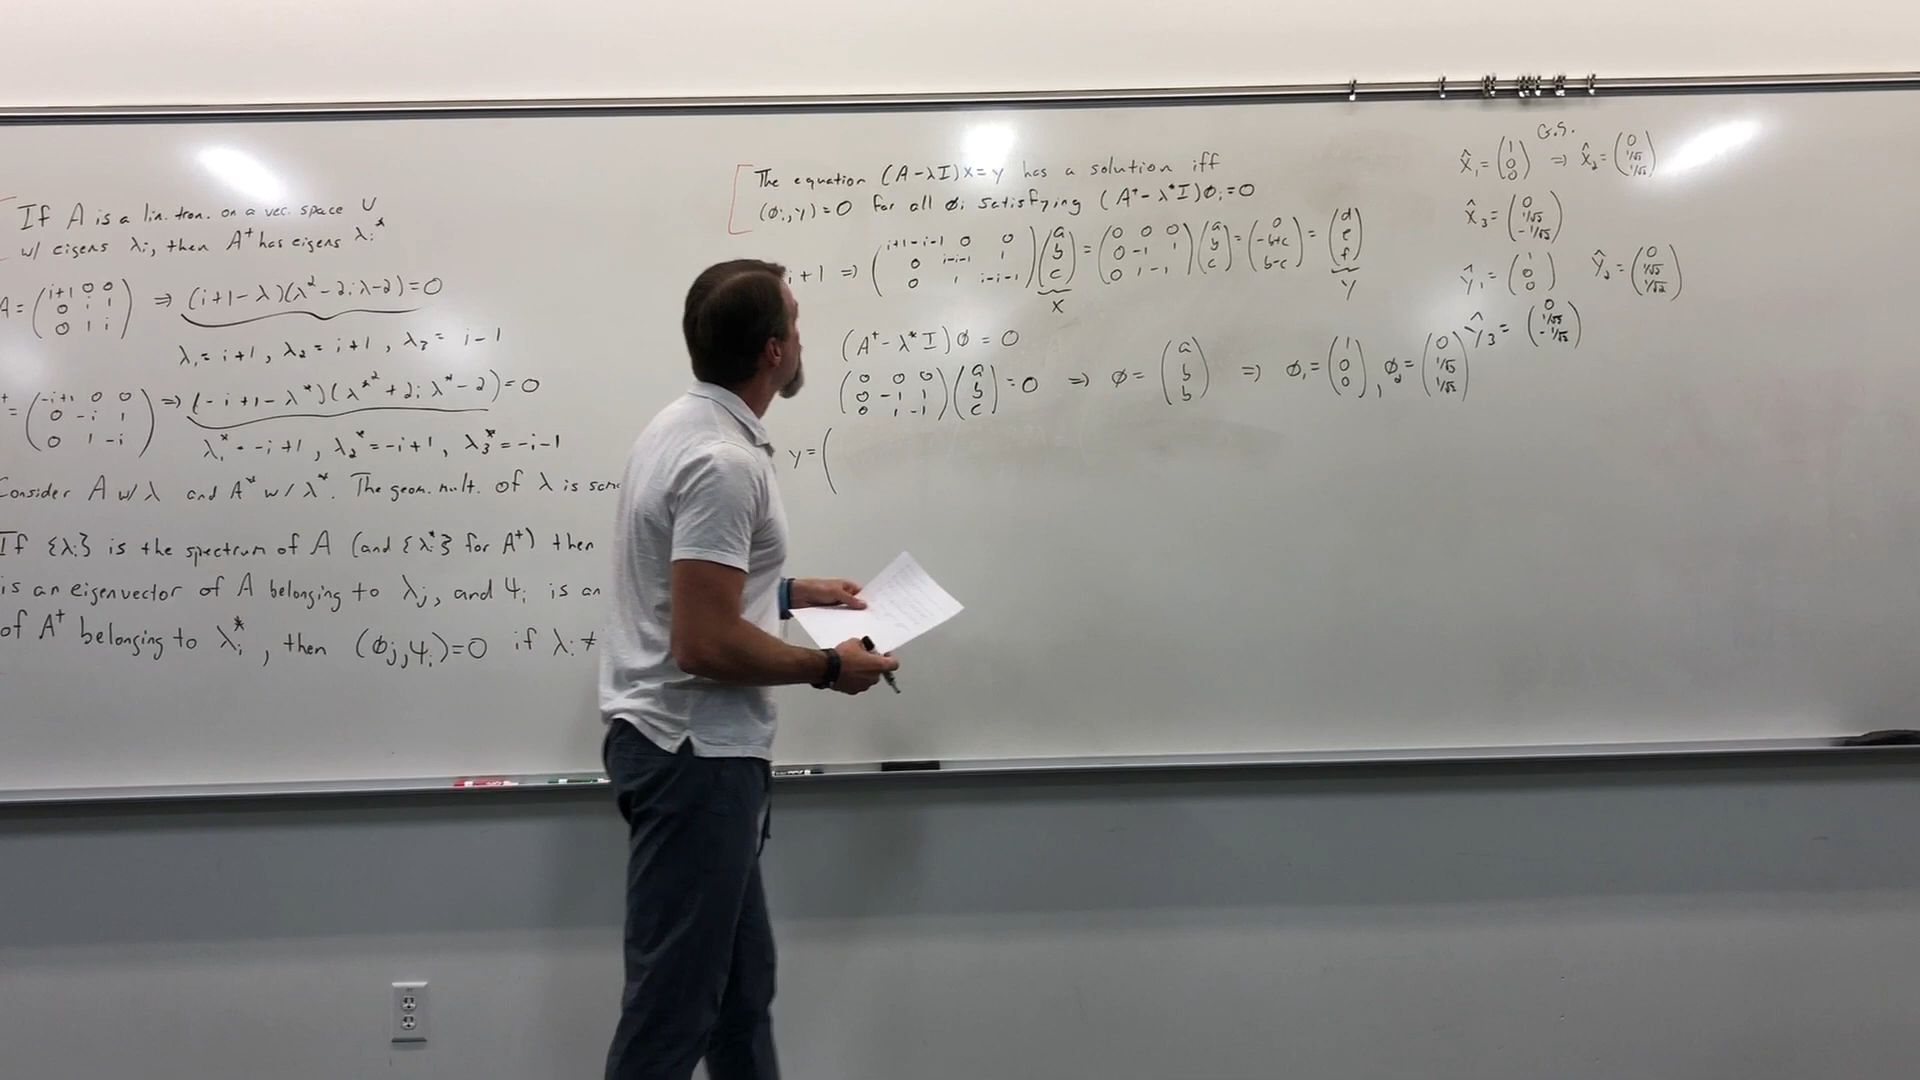 If A is a lin. tran. on a vec. space U
w/ eigens λi, then A† has eigens λi*
A = (i+1 0 0; 0 i 1; 0 1 i) ⇒ (i+1-λ)(λ²-2iλ-2)=0
λ₁= i+1, λ₂= i+1, λ₃= i-1
† = (-i+1 0 0; 0 -i 1; 0 1 -i) ⇒ (-i+1-λ*)(λ*²+2iλ*-2)=0
λ₁* = -i+1, λ₂* = -i+1, λ₃* = -i-1
Consider A w/ λ and A* w/ λ*. The geom. mult. of λ is same
If {λi} is the spectrum of A (and {λi*} for A†) then
is an eigenvector of A belonging to λj, and Ψi is an
of A† belonging to λi*, then (Φj,Ψi)=0 if λi ≠
The equation (A-λI)x=y has a solution iff
(Φi,y)=0 for all Φi satisfying (A†-λ*I)Φi=0
i+1 ⇒ (i+1-i-1 0 0; 0 i-i-1 1; 0 1 i-i-1)(a; b; c) = (0 0 0; 0 -1 1; 0 1 -1)(a; b; c) = (0; -b+c; b-c) = (d; e; f)
x y
(A†-λ*I)Φ = 0
(0 0 0; 0 -1 1; 0 1 -1)(a; b; c) = 0 ⇒ Φ = (a; b; b) ⇒ Φ₁ = (1; 0; 0), Φ₂ = (0; 1/√2; 1/√2)
y = (
G.S.
x̂₁ = (1; 0; 0) ⇒ x̂₂ = (0; 1/√2; 1/√2)
x̂₃ = (0; 1/√2; -1/√2)
ŷ₁ = (1; 0; 0) ŷ₂ = (0; 1/√2; 1/√2)
ŷ₃ = (0; 1/√2; -1/√2)